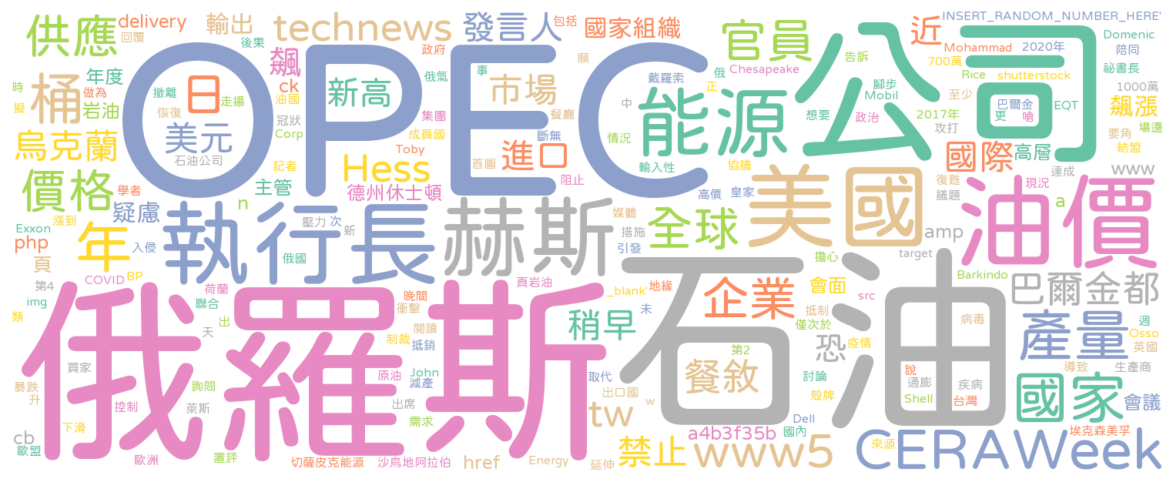 供應
回覆
delivery
輸出
technews
發言人
國家組織
官員
近
INSERT_RANDOM_NUMBER_HERE'
後果
政府
包括
告訴
Mohammad
2020年
Domenic
陪同
時
年度
飆
ck
事
願
戴羅索
俄
Chesapeake
700萬
祕書長
桶
撤離
俄氣
新高
市場
正
腳步
Rice
shutterstock
擬
做為
日
油國
OPEC
能源
公司
Mobil
至少
巴爾金
1000萬
岩油
恢復
走揚
集團
餐廳
中
想要
2017年
更
嗆
EQT
飆漲
烏克蘭
美元
冠狀
成員國
斷無
情況
政治
攻打
場邊
要角
石油公司
Corp
Toby
進口
輸入性
協議
國際
高層
結盟
價格
記者
Hess
首圖
阻止
復甦
達成
www
學者
主管
德州休士頓
高價
皇家
美國
議題
現況
漲到
n
疑慮
壓力
次
媒體
全球
油價
a
Exxon
php
年
執行長
新
赫斯
措施
引發
amp
入侵
俄國
頁
擔心
target
Barkindo
第4
COVID
BP
荷蘭
頁岩油
_blank
地緣
企業
會面
巴爾金都
img
聯合
晚間
衝擊
未
稍早
抵制
src
類
出
俄羅斯
閱讀
僅次於
病毒
產量
週
Osso
制裁
抵銷
石油
恐
疫情
英國
天
第2
買家
John
取代
餐敘
討論
說
導致
生產商
暴跌
詢問
原油
減產
出口國
殼牌
通膨
疾病
國家
會議
升
控制
萊斯
出席
tw
w
Shell
台灣
下滑
需求
Dell
cb
a4b3f35b
國內
埃克森美孚
歐盟
置評
href
禁止
www5
來源
CERAWeek
歐洲
切薩皮克能源
沙烏地阿拉伯
Energy
延伸